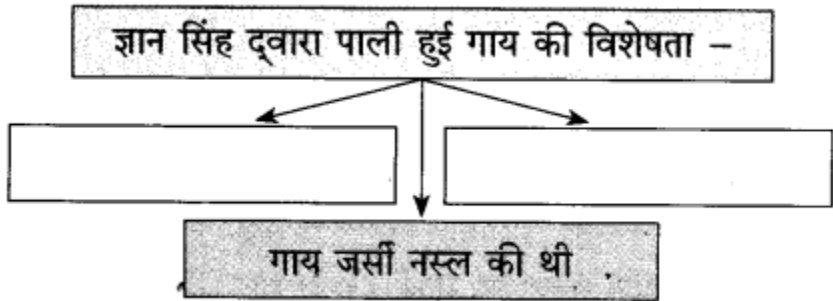 ज्ञान सिंह द्‌वारा पाली हुई गाय की विशेषता –
गाय जर्सी नस्ल की थी